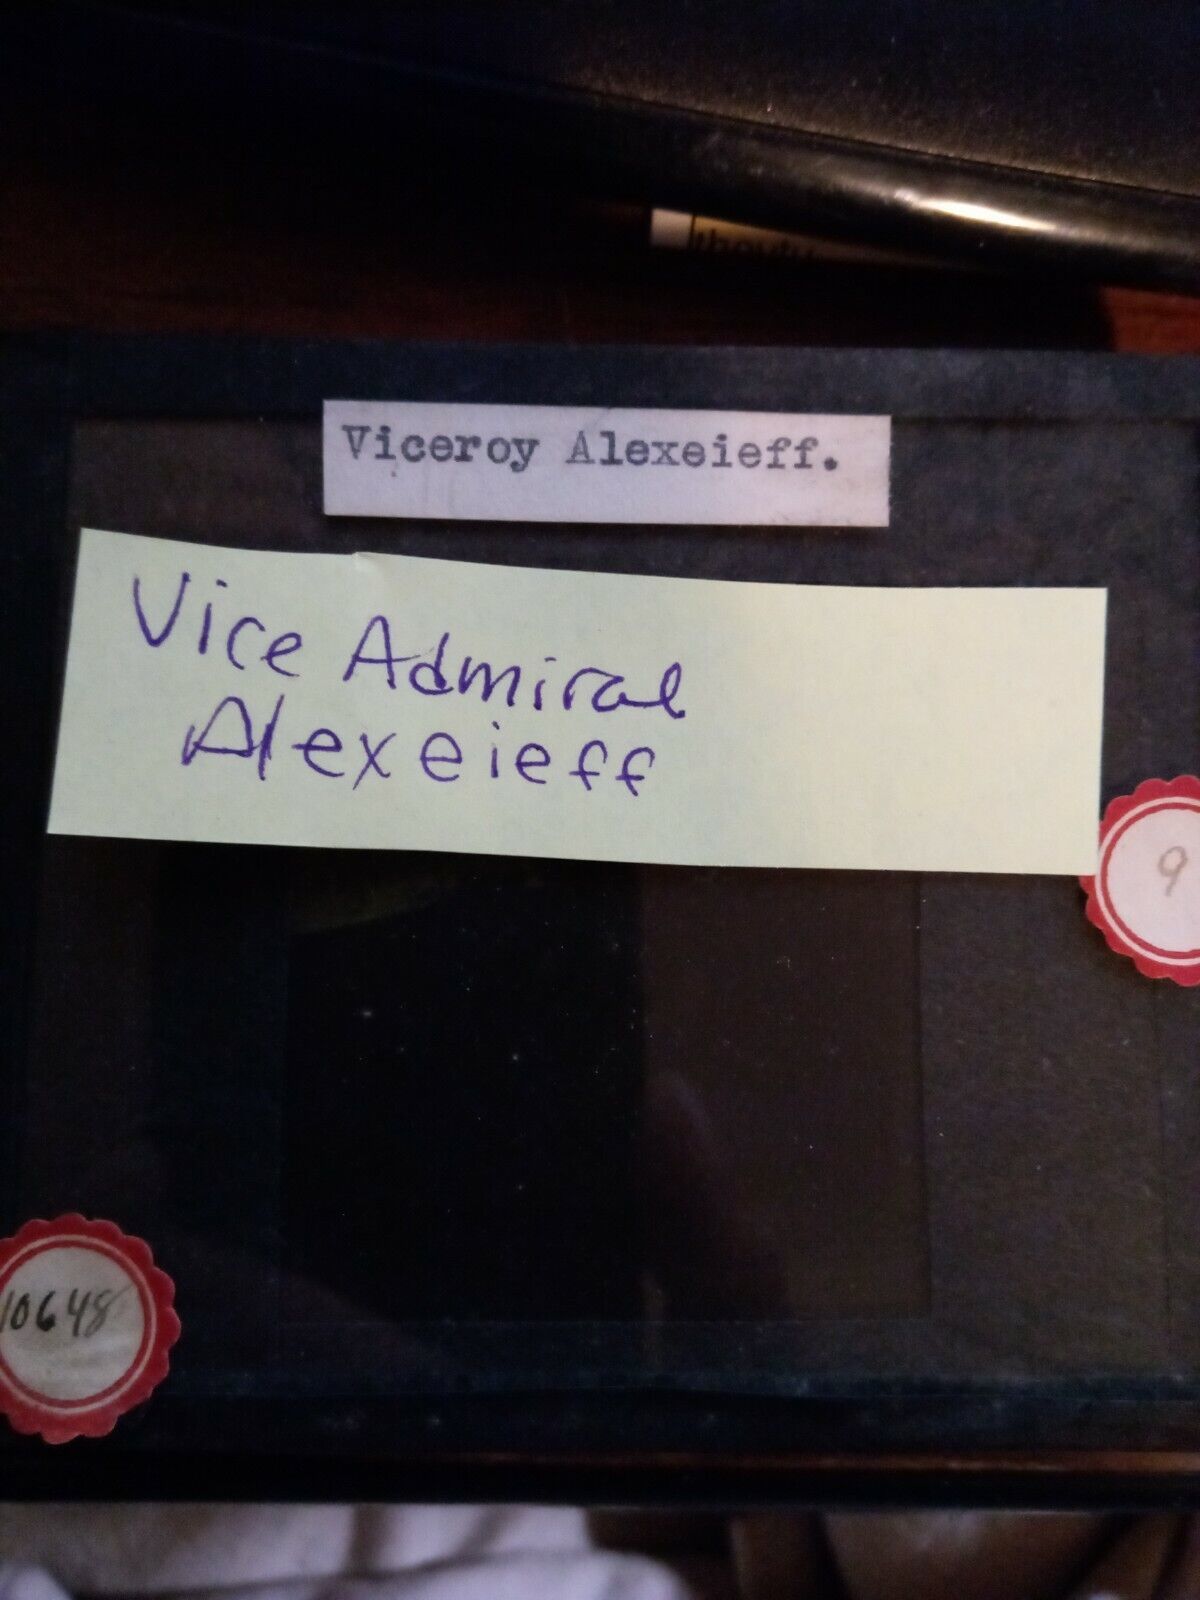 Viceroy Alexeieff.
Vice Admiral
Alexeieff
9
10648